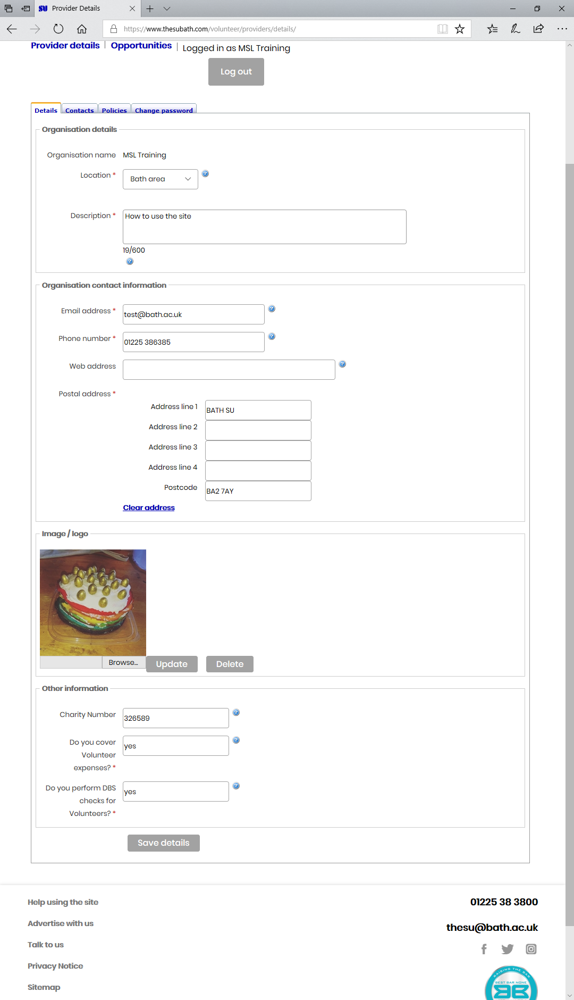 SU Provider Details
https://www.thesubath.com/volunteer/providers/details/
Provider details | Opportunities | Logged in as MSL Training
Log out
Details Contacts Policies Change password
Organisation details
Organisation name MSL Training
Location * Bath area
Description * How to use the site
19/600
Organisation contact information
Email address * test@bath.ac.uk
Phone number * 01225 386385
Web address
Postal address *
Address line 1 BATH SU
Address line 2
Address line 3
Address line 4
Postcode BA2 7AY
Clear address
Image / logo
Browse... Update Delete
Other information
Charity Number 326589
Do you cover
Volunteer
expenses? *
yes
Do you perform DBS
checks for
Volunteers? *
yes
Save details
Help using the site
Advertise with us
Talk to us
Privacy Notice
Sitemap
01225 38 3800
thesu@bath.ac.uk
RAISING THE BAR
BEST BAR NONE